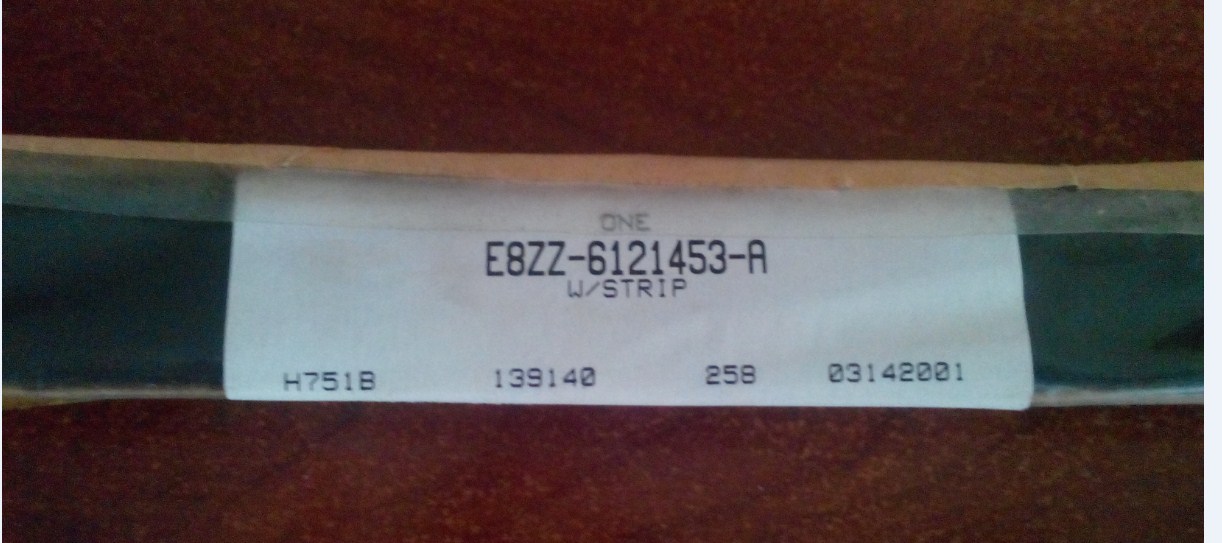 ONE
E8ZZ-6121453-A
W/STRIP
H751B 139140 258 03142001